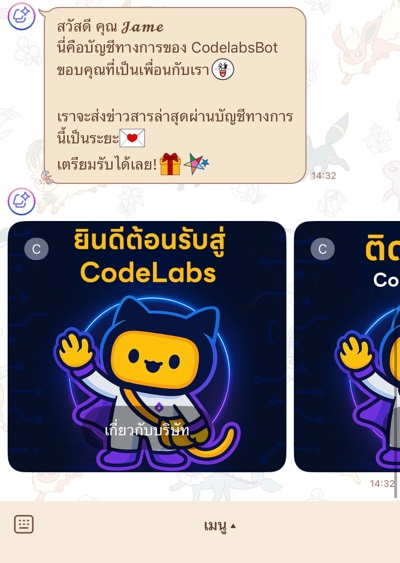 สวัสดี คุณ 𝓙𝓪𝓶𝓮
นี่คือบัญชีทางการของ CodelabsBot
ขอบคุณที่เป็นเพื่อนกับเรา
เราจะส่งข่าวสารล่าสุดผ่านบัญชีทางการ
นี้เป็นระยะ💌
เตรียมรับได้เลย!🎁
14:32
C
ยินดีต้อนรับสู่
CodeLabs
เกี่ยวกับบริษัท
C
ติด
Co
14:32
เมนู ▴